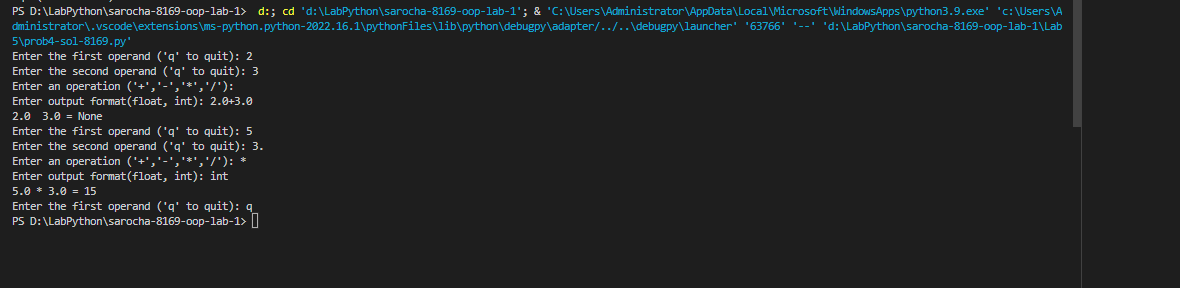 PS D:\LabPython\sarocha-8169-oop-lab-1>  d:; cd 'd:\LabPython\sarocha-8169-oop-lab-1'; & 'C:\Users\Administrator\AppData\Local\Microsoft\WindowsApps\python3.9.exe' 'c:\Users\A
dministrator\.vscode\extensions\ms-python.python-2022.16.1\pythonFiles\lib\python\debugpy\adapter/../..\debugpy\launcher' '63766' '--' 'd:\LabPython\sarocha-8169-oop-lab-1\Lab
5\prob4-sol-8169.py'
Enter the first operand ('q' to quit): 2
Enter the second operand ('q' to quit): 3
Enter an operation ('+','-','*','/'):
Enter output format(float, int): 2.0+3.0
2.0  3.0 = None
Enter the first operand ('q' to quit): 5
Enter the second operand ('q' to quit): 3.
Enter an operation ('+','-','*','/'): *
Enter output format(float, int): int
5.0 * 3.0 = 15
Enter the first operand ('q' to quit): q
PS D:\LabPython\sarocha-8169-oop-lab-1>